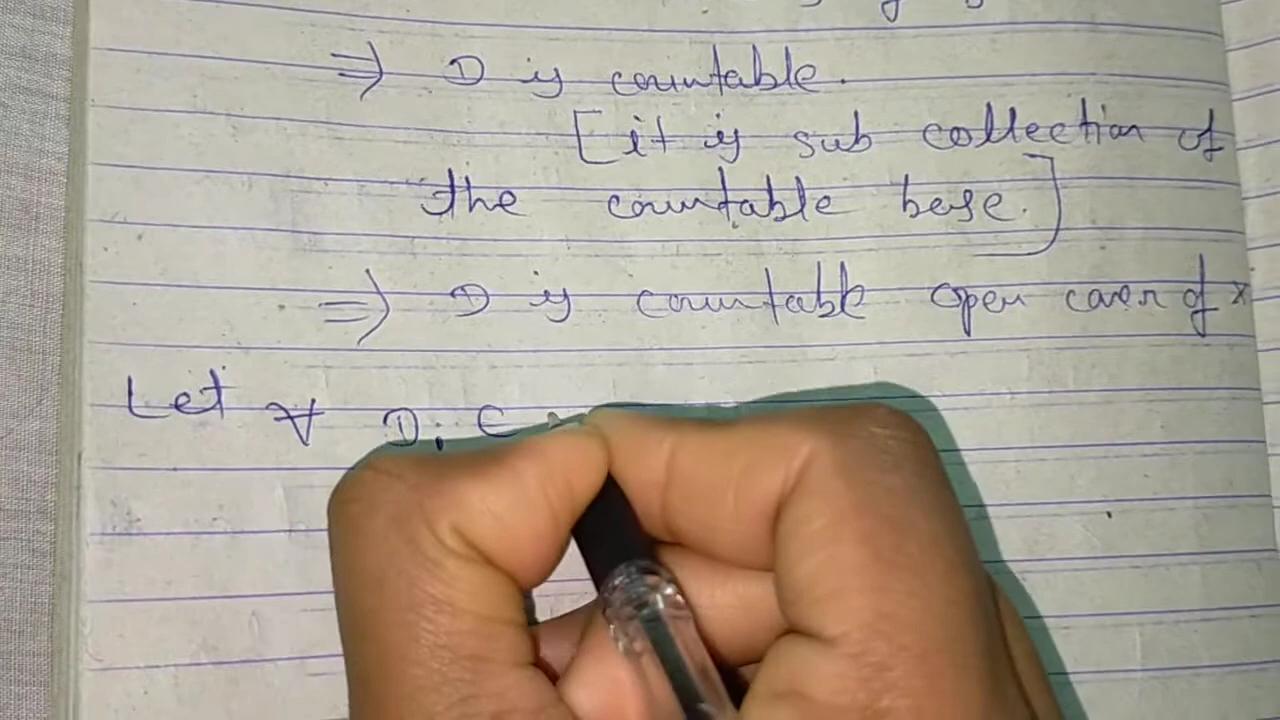 ⇒ D is countable.
[it is sub collection of
the countable base.]
⇒ D is countable open cover of X
Let ∀ D, ∈